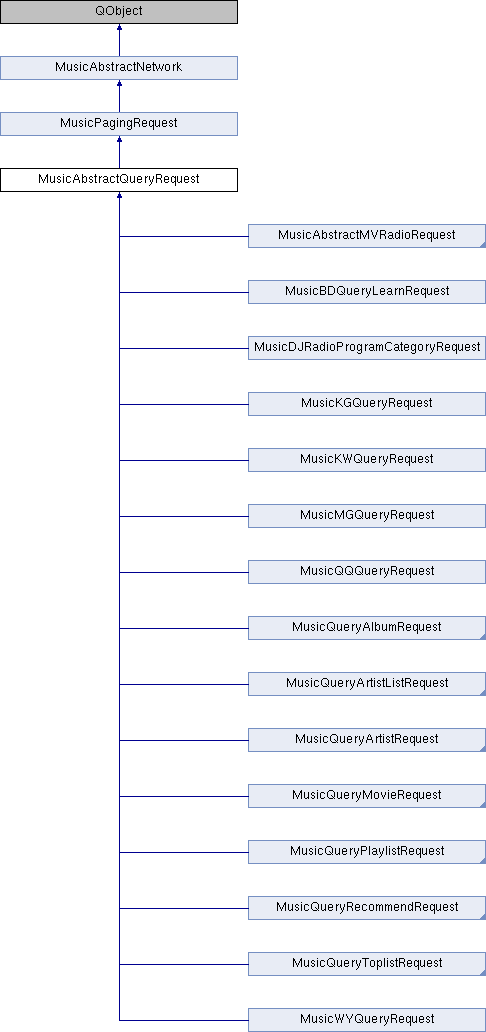 QObject
MusicAbstractNetwork
MusicPagingRequest
MusicAbstractQueryRequest
MusicAbstractMVRadioRequest
MusicBDQueryLearnRequest
MusicDJRadioProgramCategoryRequest
MusicKGQueryRequest
MusicKWQueryRequest
MusicMGQueryRequest
MusicQQQueryRequest
MusicQueryAlbumRequest
MusicQueryArtistListRequest
MusicQueryArtistRequest
MusicQueryMovieRequest
MusicQueryPlaylistRequest
MusicQueryRecommendRequest
MusicQueryToplistRequest
MusicWYQueryRequest